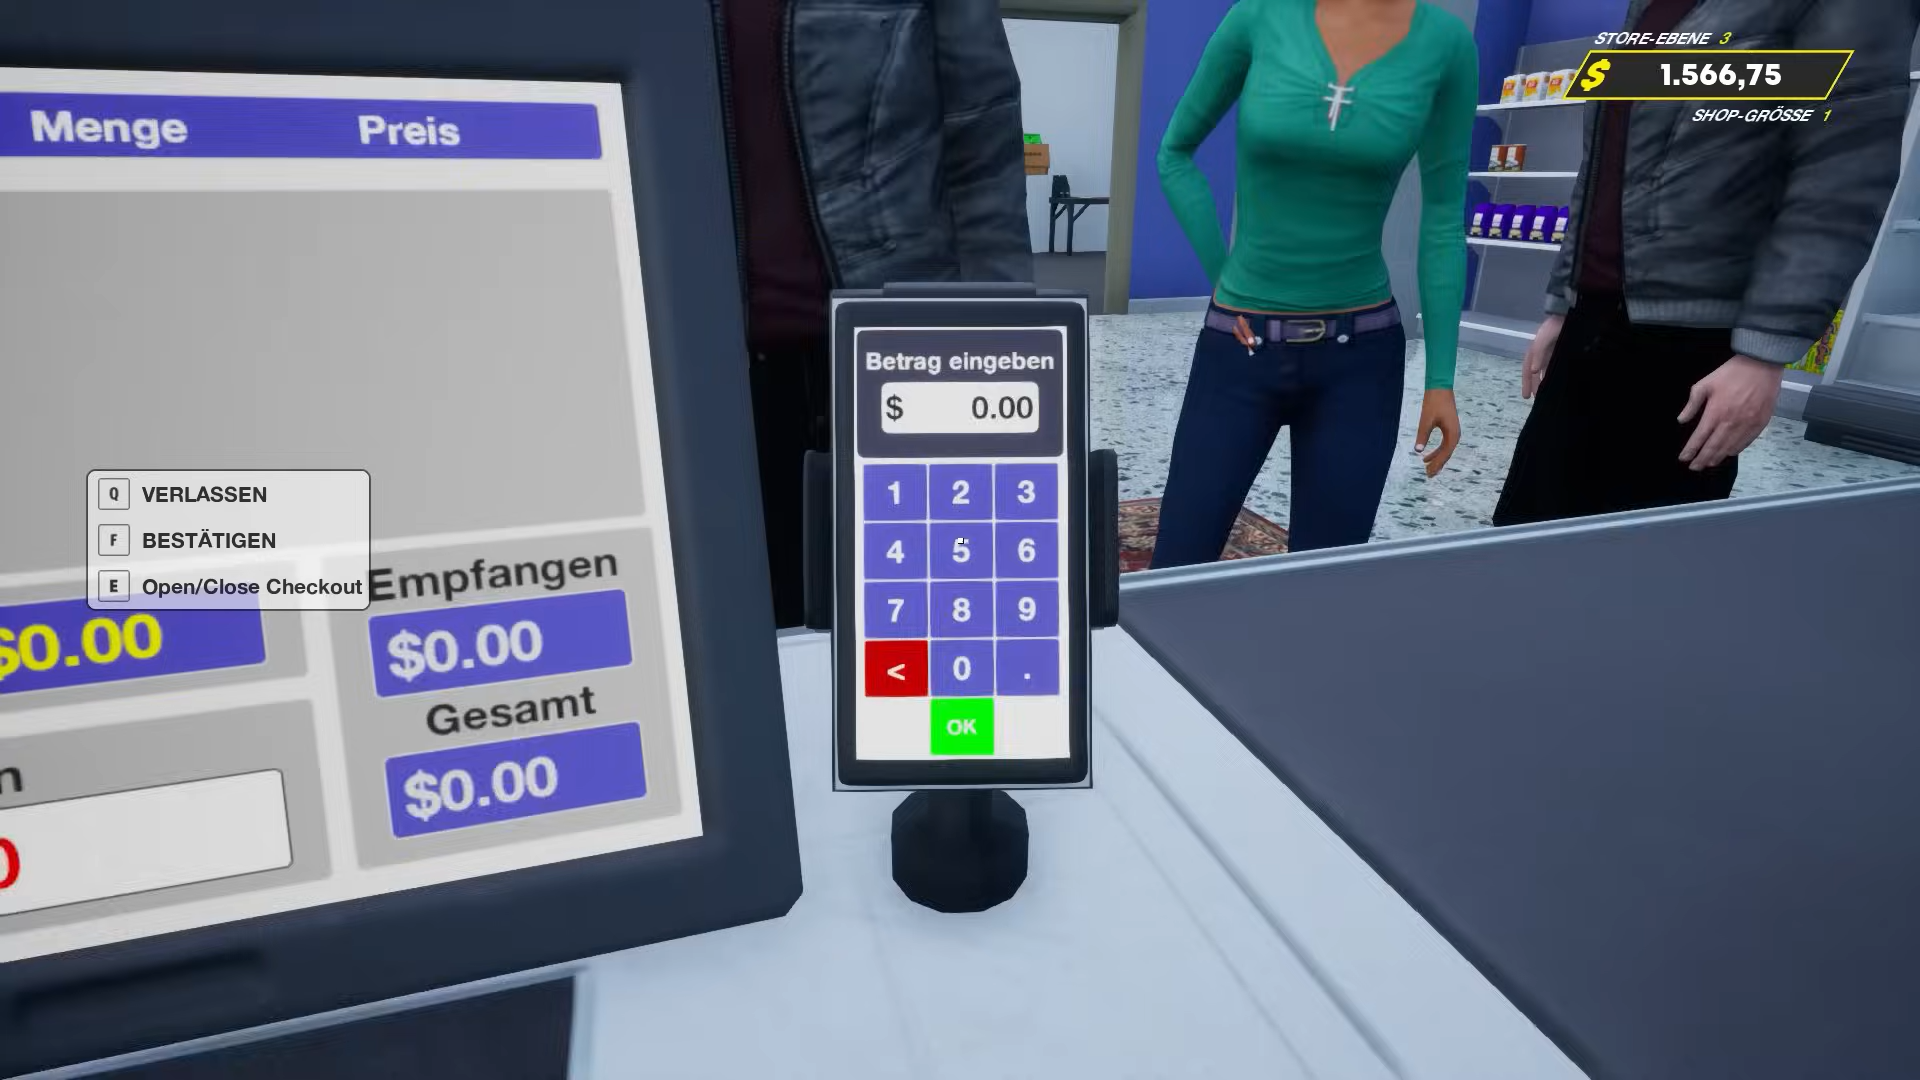 STORE-EBENE 3
$ 1.566,75
SHOP-GRÖSSE 1
Menge Preis
Q VERLASSEN
F BESTÄTIGEN
E Open/Close Checkout
Empfangen
$0.00
$0.00
Gesamt
$0.00
n
0
Betrag eingeben
$ 0.00
1 2 3
4 5 6
7 8 9
< 0 .
OK